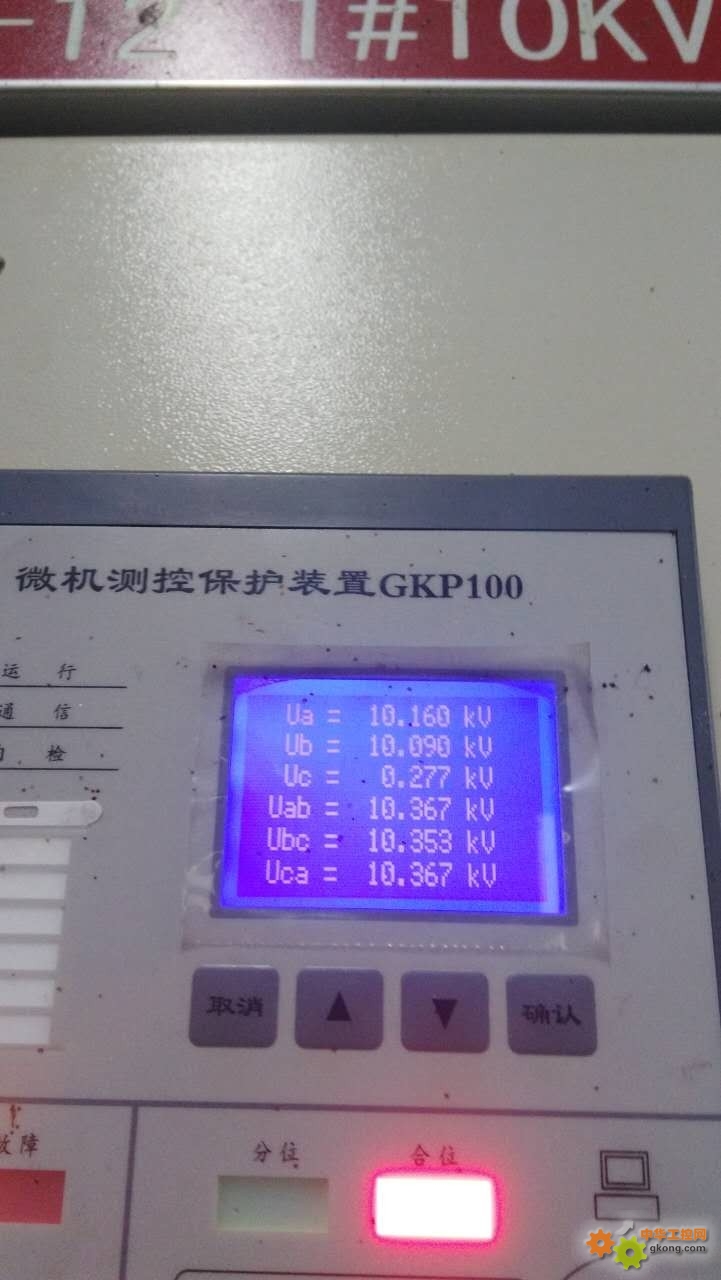 -12 1#10KV
微机测控保护装置GKP100
运 行
通 信
检
Ua = 10.160 kV
Ub = 10.090 kV
Uc = 0.277 kV
Uab = 10.367 kV
Ubc = 10.353 kV
Uca = 10.367 kV
取消 ▲ ▼ 确认
故障
分位 合位
中华工控网
gkong.com